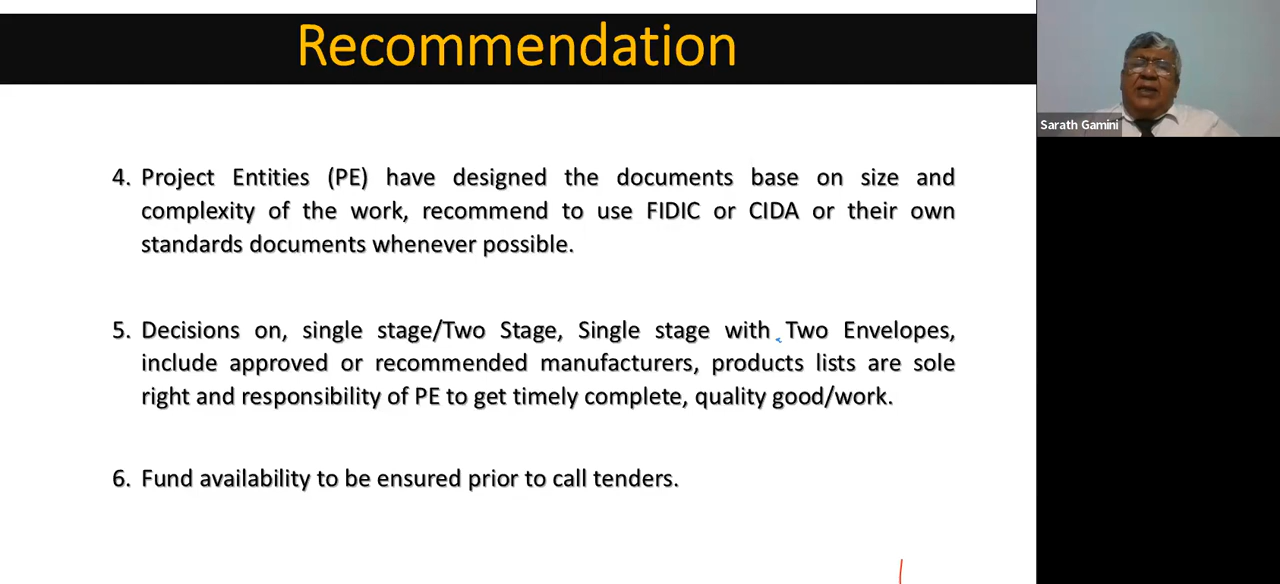 Recommendation
Sarath Gamini
4. Project Entities (PE) have designed the documents base on size and
complexity of the work, recommend to use FIDIC or CIDA or their own
standards documents whenever possible.
5. Decisions on, single stage/Two Stage, Single stage with Two Envelopes,
include approved or recommended manufacturers, products lists are sole
right and responsibility of PE to get timely complete, quality good/work.
6. Fund availability to be ensured prior to call tenders.